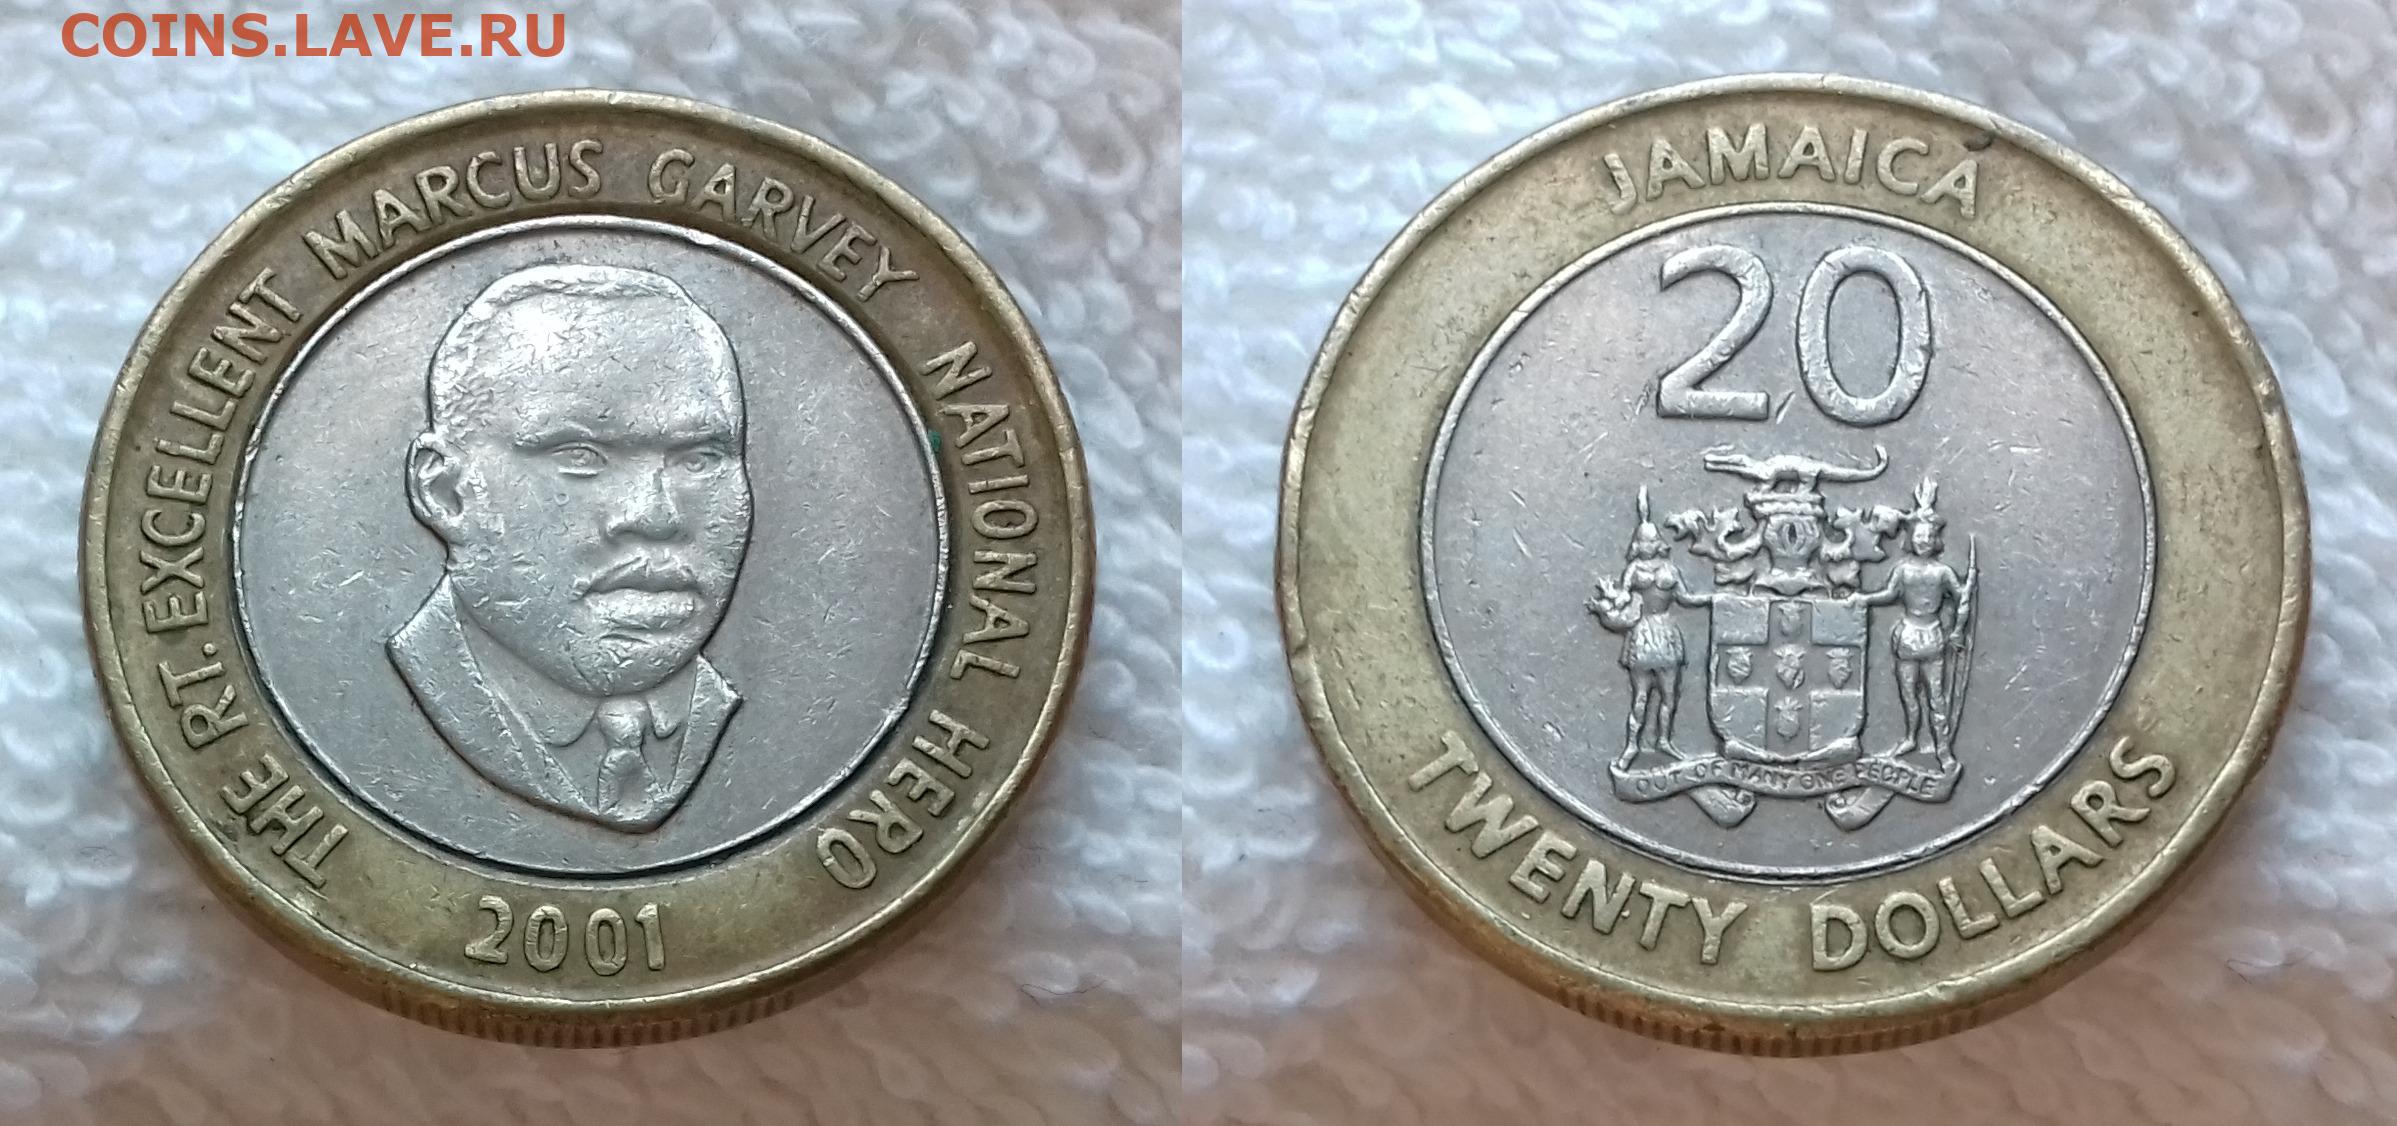 COINS.LAVE.RU
THE RT. EXCELLENT MARCUS GARVEY NATIONAL HERO
2001
JAMAICA
20
OUT OF MANY ONE PEOPLE
TWENTY DOLLARS